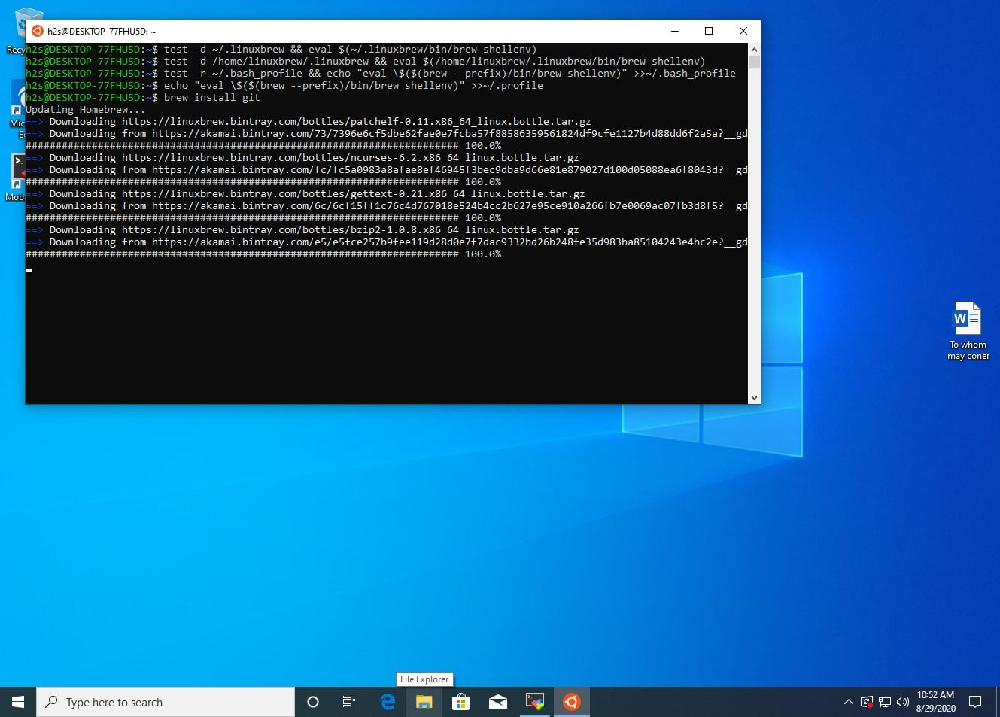 Recy
h2s@DESKTOP-77FHU5D: ~
h2s@DESKTOP-77FHU5D:~$ test -d ~/.linuxbrew && eval $(~/.linuxbrew/bin/brew shellenv)
h2s@DESKTOP-77FHU5D:~$ test -d /home/linuxbrew/.linuxbrew && eval $(/home/linuxbrew/.linuxbrew/bin/brew shellenv)
h2s@DESKTOP-77FHU5D:~$ test -r ~/.bash_profile && echo "eval \$($(brew --prefix)/bin/brew shellenv)" >>~/.bash_profile
h2s@DESKTOP-77FHU5D:~$ echo "eval \$($(brew --prefix)/bin/brew shellenv)" >>~/.profile
h2s@DESKTOP-77FHU5D:~$ brew install git
Updating Homebrew...
==> Downloading https://linuxbrew.bintray.com/bottles/patchelf-0.11.x86_64_linux.bottle.tar.gz
==> Downloading from https://akamai.bintray.com/73/7396e6cf5dbe62fae0e7fcba57f88586359561824df9cfe1127b4d88dd6f2a5a?__gd
######################################################################## 100.0%
==> Downloading https://linuxbrew.bintray.com/bottles/ncurses-6.2.x86_64_linux.bottle.tar.gz
==> Downloading from https://akamai.bintray.com/fc/fc5a0983a8afae8ef46945f3bec9dba9d66e81e879027d100d05088ea6f8043d?__gd
######################################################################## 100.0%
==> Downloading https://linuxbrew.bintray.com/bottles/gettext-0.21.x86_64_linux.bottle.tar.gz
==> Downloading from https://akamai.bintray.com/6c/6cf15ff1c76c4d767018e524b4cc2b627e95ce910a266fb7e0069ac07fb3d8f5?__gd
######################################################################## 100.0%
==> Downloading https://linuxbrew.bintray.com/bottles/bzip2-1.0.8.x86_64_linux.bottle.tar.gz
==> Downloading from https://akamai.bintray.com/e5/e5fce257b9fee119d28d0e7f7dac9332bd26b248fe35d983ba85104243e4bc2e?__gd
######################################################################## 100.0%
Mic
E
Mob
To whom
may coner
File Explorer
Type here to search
10:52 AM
8/29/2020